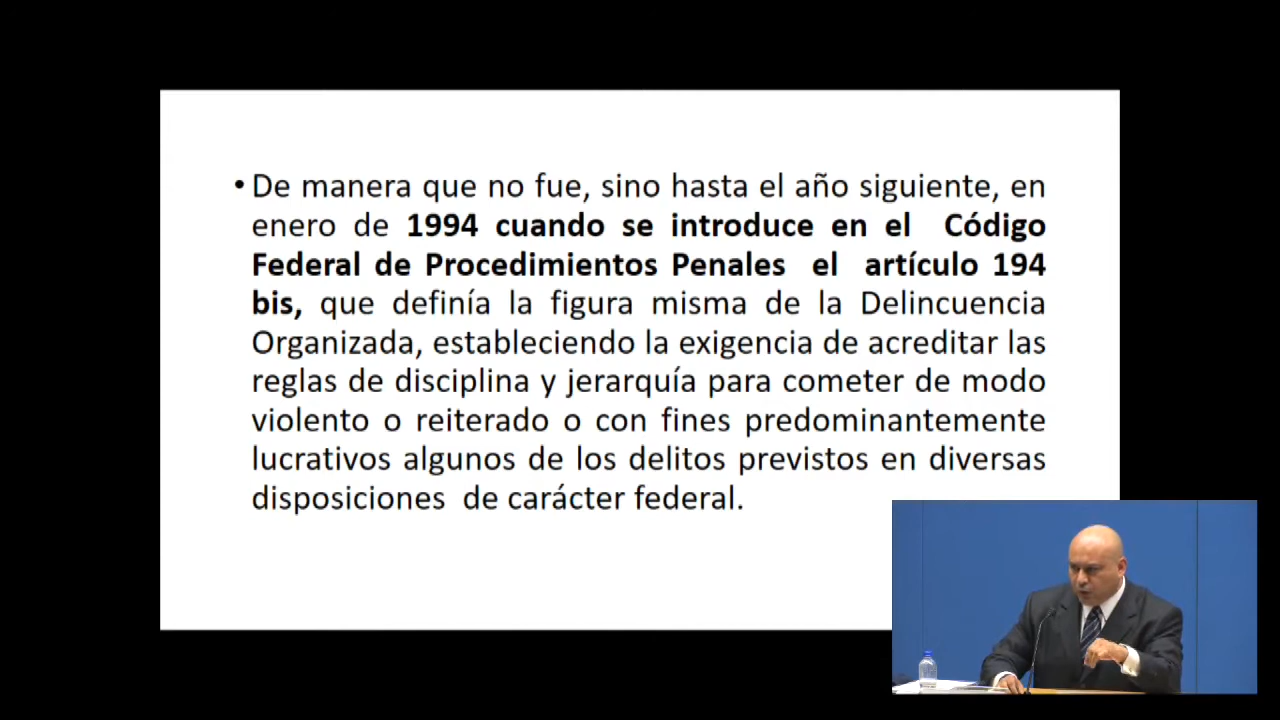 • De manera que no fue, sino hasta el año siguiente, en
enero de 1994 cuando se introduce en el Código
Federal de Procedimientos Penales el artículo 194
bis, que definía la figura misma de la Delincuencia
Organizada, estableciendo la exigencia de acreditar las
reglas de disciplina y jerarquía para cometer de modo
violento o reiterado o con fines predominantemente
lucrativos algunos de los delitos previstos en diversas
disposiciones de carácter federal.